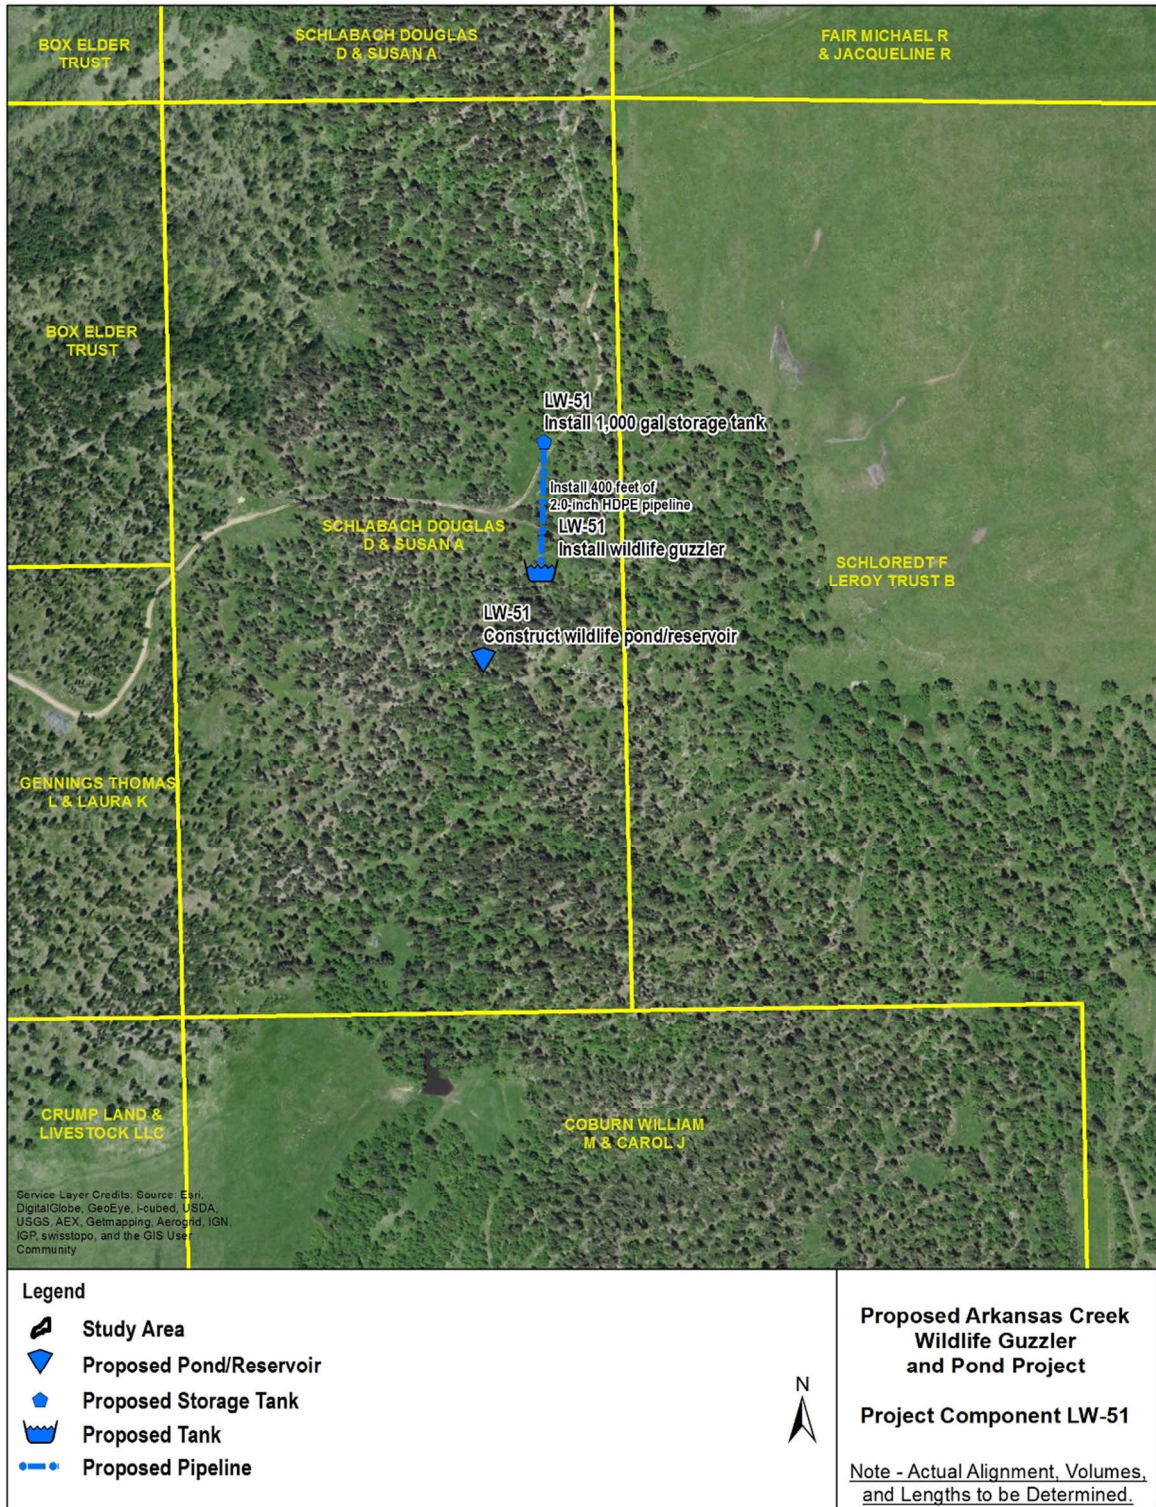 BOX ELDER
TRUST
SCHLABACH DOUGLAS
D & SUSAN A
FAIR MICHAEL R
& JACQUELINE R
BOX ELDER
TRUST
LW-51
Install 1,000 gal storage tank
Install 400 feet of
2.0-inch HDPE pipeline
LW-51
Install wildlife guzzler
SCHLABACH DOUGLAS
D & SUSAN A
SCHLOREDT F
LEROY TRUST B
LW-51
Construct wildlife pond/reservoir
GENNINGS THOMAS
L & LAURA K
CRUMP LAND &
LIVESTOCK LLC
COBURN WILLIAM
M & CAROL J
Service Layer Credits: Source: Esri,
DigitalGlobe, GeoEye, i-cubed, USDA,
USGS, AEX, Getmapping, Aerogrid, IGN,
IGP, swisstopo, and the GIS User
Community
Legend
Study Area
Proposed Pond/Reservoir
Proposed Storage Tank
Proposed Tank
Proposed Pipeline
N
Proposed Arkansas Creek
Wildlife Guzzler
and Pond Project
Project Component LW-51
Note - Actual Alignment, Volumes,
and Lengths to be Determined.